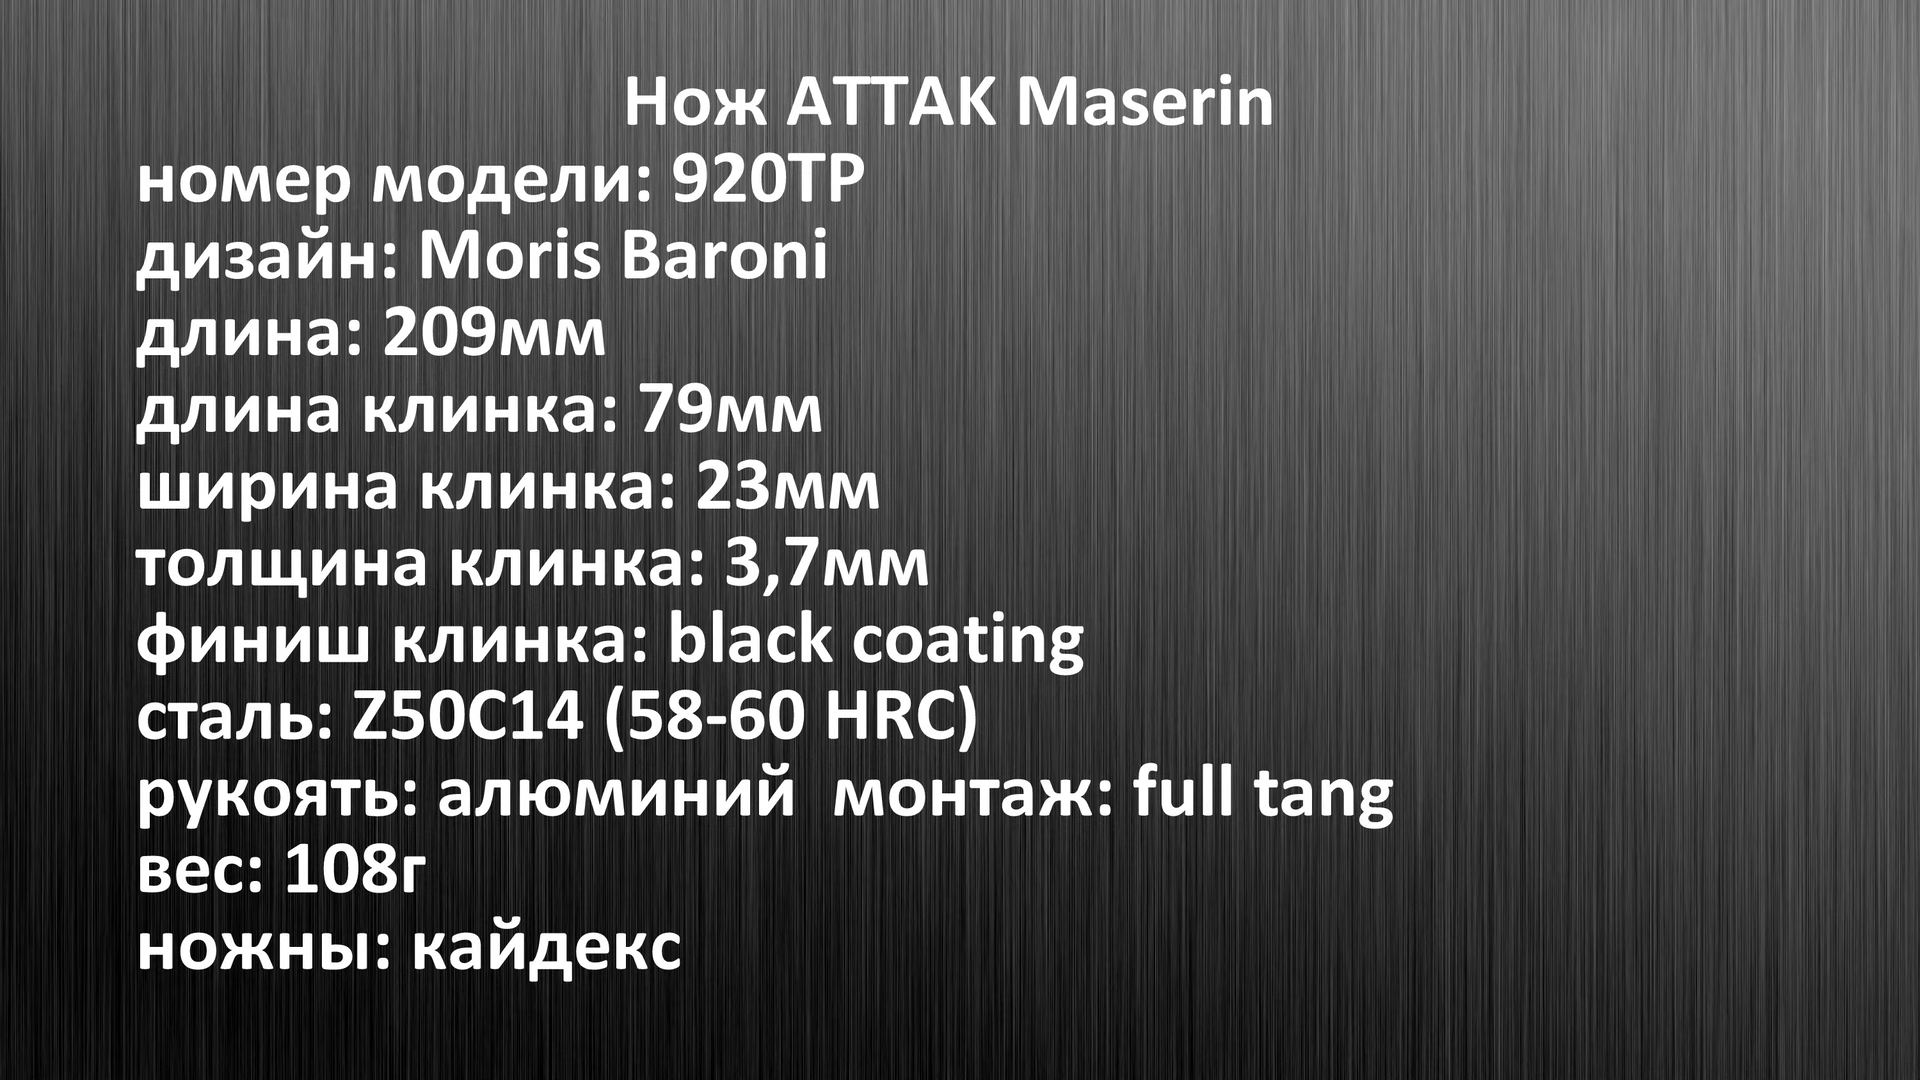 Нож ATTAK Maserin
номер модели: 920TP
дизайн: Moris Baroni
длина: 209мм
длина клинка: 79мм
ширина клинка: 23мм
толщина клинка: 3,7мм
финиш клинка: black coating
сталь: Z50C14 (58-60 HRC)
рукоять: алюминий  монтаж: full tang
вес: 108г
ножны: кайдекс